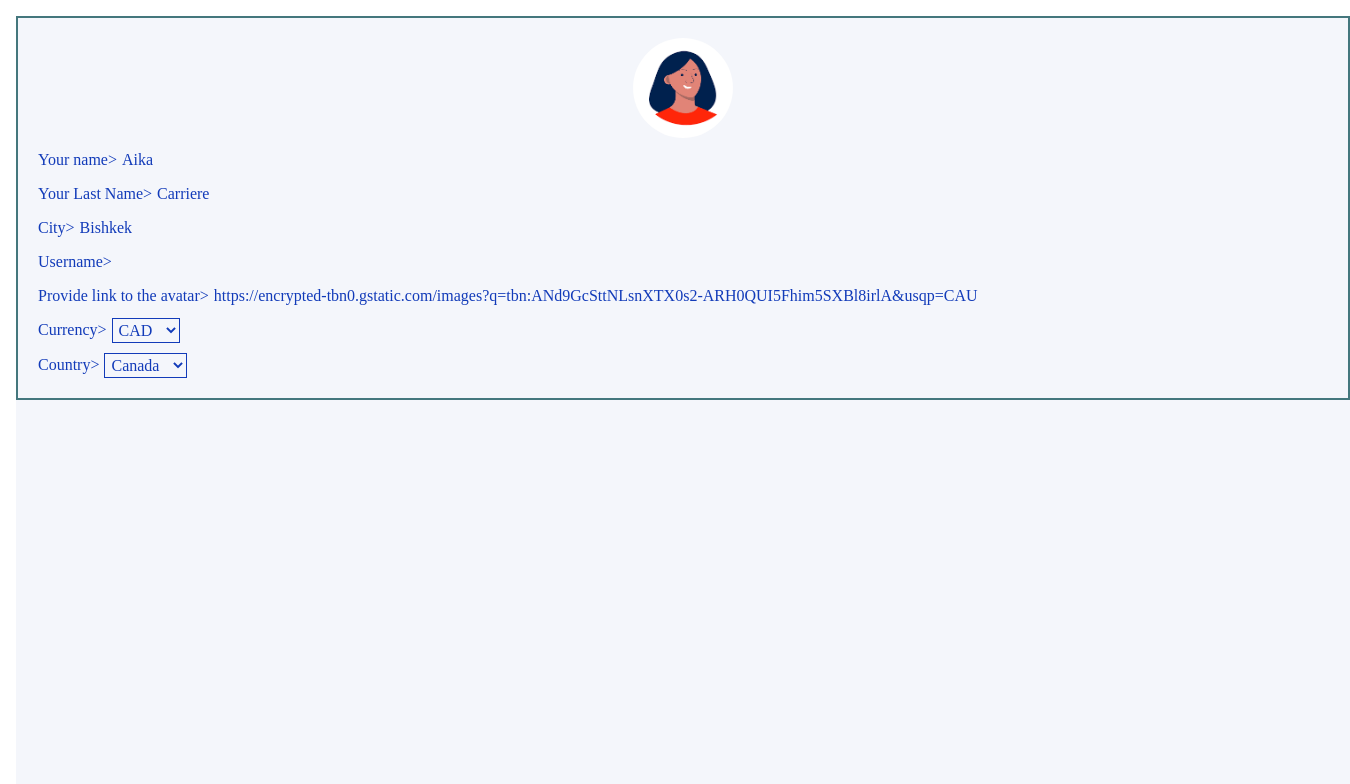 Your name> Aika
Your Last Name> Carriere
City> Bishkek
Username>
Provide link to the avatar> https://encrypted-tbn0.gstatic.com/images?q=tbn:ANd9GcSttNLsnXTX0s2-ARH0QUI5Fhim5SXBl8irlA&usqp=CAU
Currency> CAD
Country> Canada